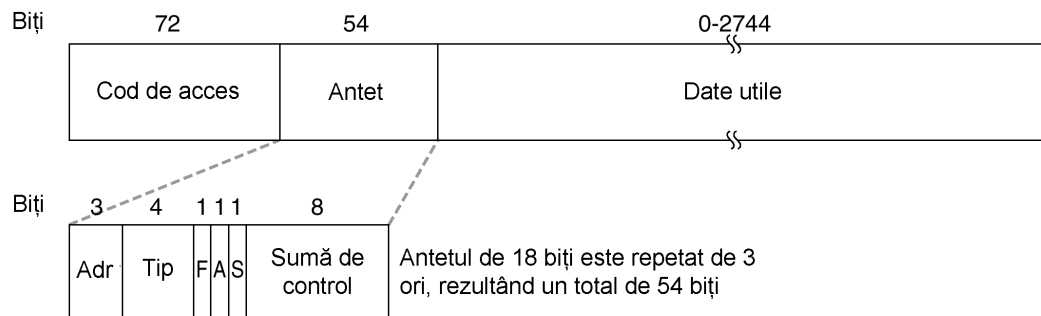 Biți 72 54 0-2744
Cod de acces Antet Date utile
Biți 3 4 1 1 1 8
Adr Tip F A S Sumă de control
Antetul de 18 biți este repetat de 3
ori, rezultând un total de 54 biți